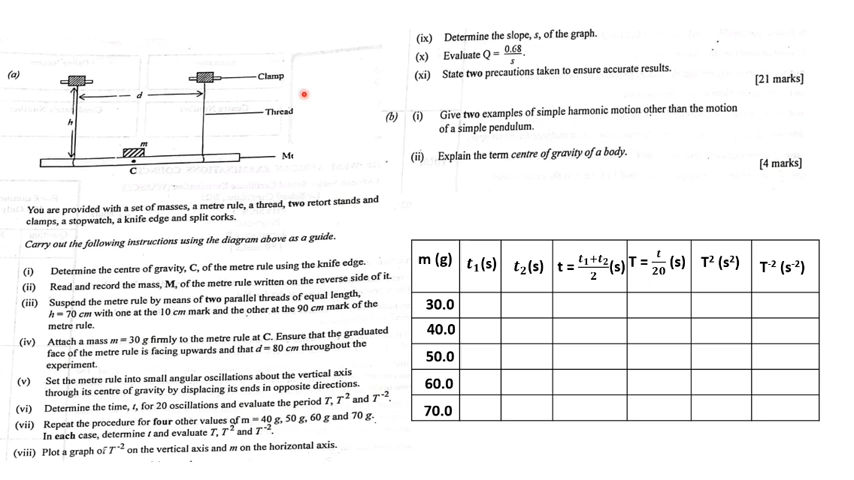 (a)
Clamp
d
Thread
h
m
C
You are provided with a set of masses, a metre rule, a thread, two retort stands and
clamps, a stopwatch, a knife edge and split corks.
Carry out the following instructions using the diagram above as a guide.
(i) Determine the centre of gravity, C, of the metre rule using the knife edge.
(ii) Read and record the mass, M, of the metre rule written on the reverse side of it.
(iii) Suspend the metre rule by means of two parallel threads of equal length,
h = 70 cm with one at the 10 cm mark and the other at the 90 cm mark of the
metre rule.
(iv) Attach a mass m = 30 g firmly to the metre rule at C. Ensure that the graduated
face of the metre rule is facing upwards and that d = 80 cm throughout the
experiment.
(v) Set the metre rule into small angular oscillations about the vertical axis
through its centre of gravity by displacing its ends in opposite directions.
(vi) Determine the time, t, for 20 oscillations and evaluate the period T, T² and T⁻².
(vii) Repeat the procedure for four other values of m = 40 g, 50 g, 60 g and 70 g.
In each case, determine t and evaluate T, T² and T⁻².
(viii) Plot a graph of T⁻² on the vertical axis and m on the horizontal axis.
(ix) Determine the slope, s, of the graph.
(x) Evaluate Q = 0.68/s.
(xi) State two precautions taken to ensure accurate results.
[21 marks]
(b) (i) Give two examples of simple harmonic motion other than the motion
of a simple pendulum.
(ii) Explain the term centre of gravity of a body.
[4 marks]
m (g) t₁(s) t₂(s) t = t₁+t₂/2 (s) T = t/20 (s) T² (s²) T⁻² (s⁻²)
30.0
40.0
50.0
60.0
70.0